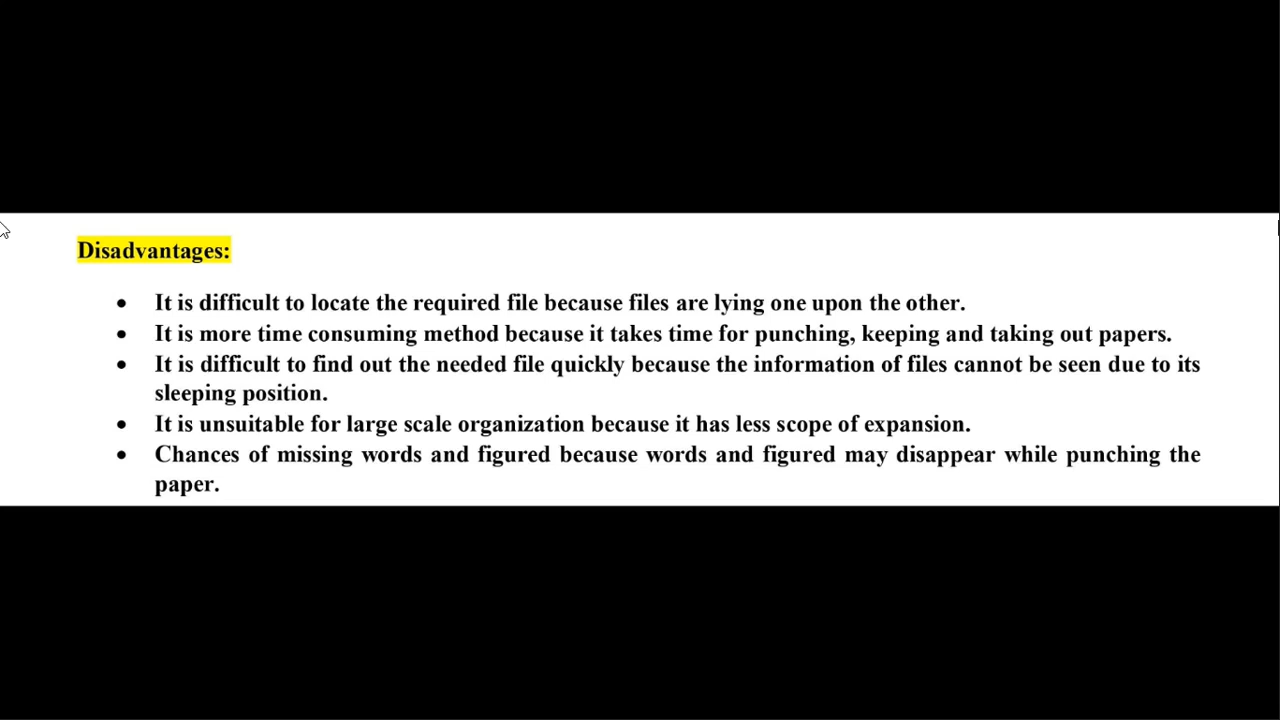 Disadvantages:
• It is difficult to locate the required file because files are lying one upon the other.
• It is more time consuming method because it takes time for punching, keeping and taking out papers.
• It is difficult to find out the needed file quickly because the information of files cannot be seen due to its
sleeping position.
• It is unsuitable for large scale organization because it has less scope of expansion.
• Chances of missing words and figured because words and figured may disappear while punching the
paper.